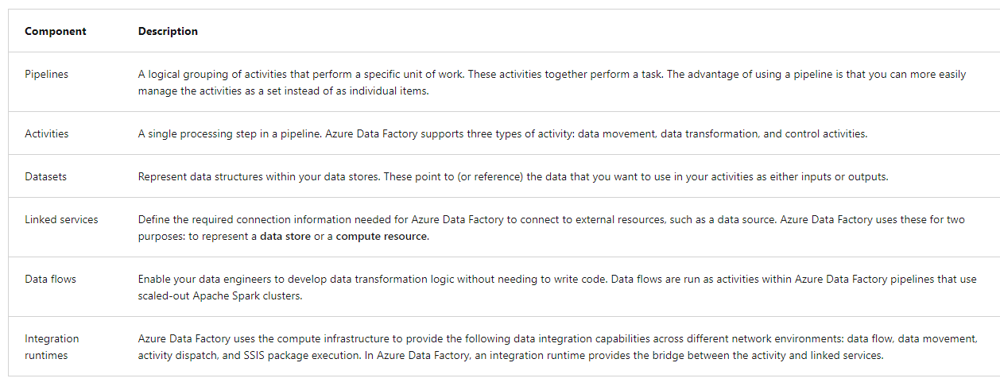 Component Description
Pipelines A logical grouping of activities that perform a specific unit of work. These activities together perform a task. The advantage of using a pipeline is that you can more easily
manage the activities as a set instead of as individual items.
Activities A single processing step in a pipeline. Azure Data Factory supports three types of activity: data movement, data transformation, and control activities.
Datasets Represent data structures within your data stores. These point to (or reference) the data that you want to use in your activities as either inputs or outputs.
Linked services Define the required connection information needed for Azure Data Factory to connect to external resources, such as a data source. Azure Data Factory uses these for two
purposes: to represent a data store or a compute resource.
Data flows Enable your data engineers to develop data transformation logic without needing to write code. Data flows are run as activities within Azure Data Factory pipelines that use
scaled-out Apache Spark clusters.
Integration Azure Data Factory uses the compute infrastructure to provide the following data integration capabilities across different network environments: data flow, data movement,
runtimes activity dispatch, and SSIS package execution. In Azure Data Factory, an integration runtime provides the bridge between the activity and linked services.